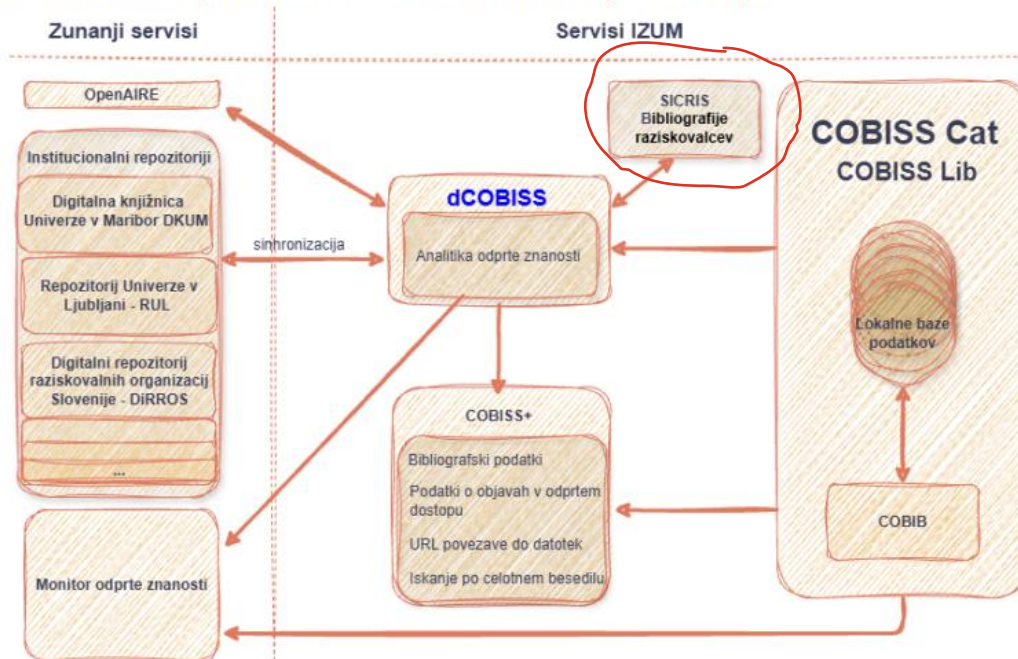 Zunanji servisi
Servisi IZUM
OpenAIRE
Institucionalni repozitoriji
Digitalna knjižnica
Univerze v Maribor DKUM
Repozitorij Univerze v
Ljubljani - RUL
Digitalni repozitorij
raziskovalnih organizacij
Slovenije - DiRROS
...
Monitor odprte znanosti
sinhronizacija
dCOBISS
Analitika odprte znanosti
SICRIS
Bibliografije
raziskovalcev
COBISS+
Bibliografski podatki
Podatki o objavah v odprtem
dostopu
URL povezave do datotek
Iskanje po celotnem besedilu
COBISS Cat
COBISS Lib
Lokalne baze
podatkov
COBIB